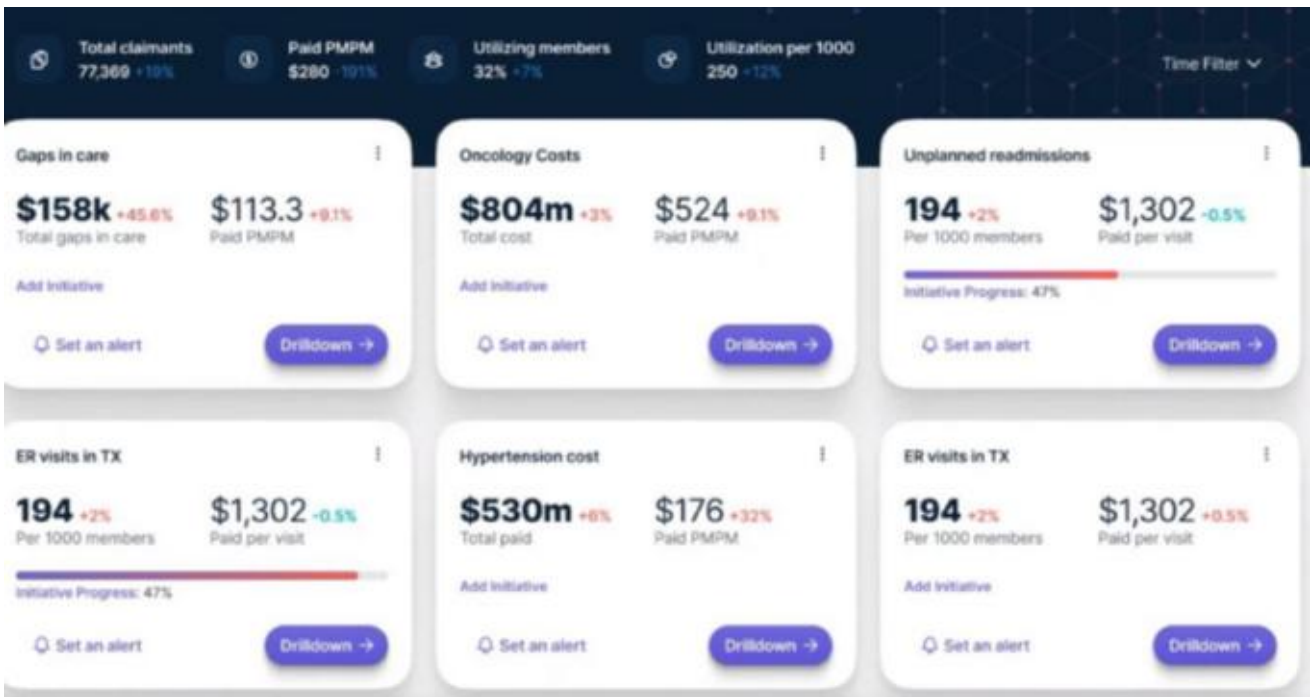 Total claimants
77,369 +19%
Paid PMPM
$280 -191%
Utilizing members
32% +7%
Utilization per 1000
250 +12%
Time Filter
Gaps in care
$158k +45.6%
Total gaps in care
$113.3 +9.1%
Paid PMPM
Add Initiative
Set an alert
Drilldown →
Oncology Costs
$804m +3%
Total cost
$524 +9.1%
Paid PMPM
Add Initiative
Set an alert
Drilldown →
Unplanned readmissions
194 +2%
Per 1000 members
$1,302 -0.5%
Paid per visit
Initiative Progress: 47%
Set an alert
Drilldown →
ER visits in TX
194 +2%
Per 1000 members
$1,302 -0.5%
Paid per visit
Initiative Progress: 47%
Set an alert
Drilldown →
Hypertension cost
$530m +6%
Total paid
$176 +32%
Paid PMPM
Add Initiative
Set an alert
Drilldown →
ER visits in TX
194 +2%
Per 1000 members
$1,302 +0.5%
Paid per visit
Add Initiative
Set an alert
Drilldown →